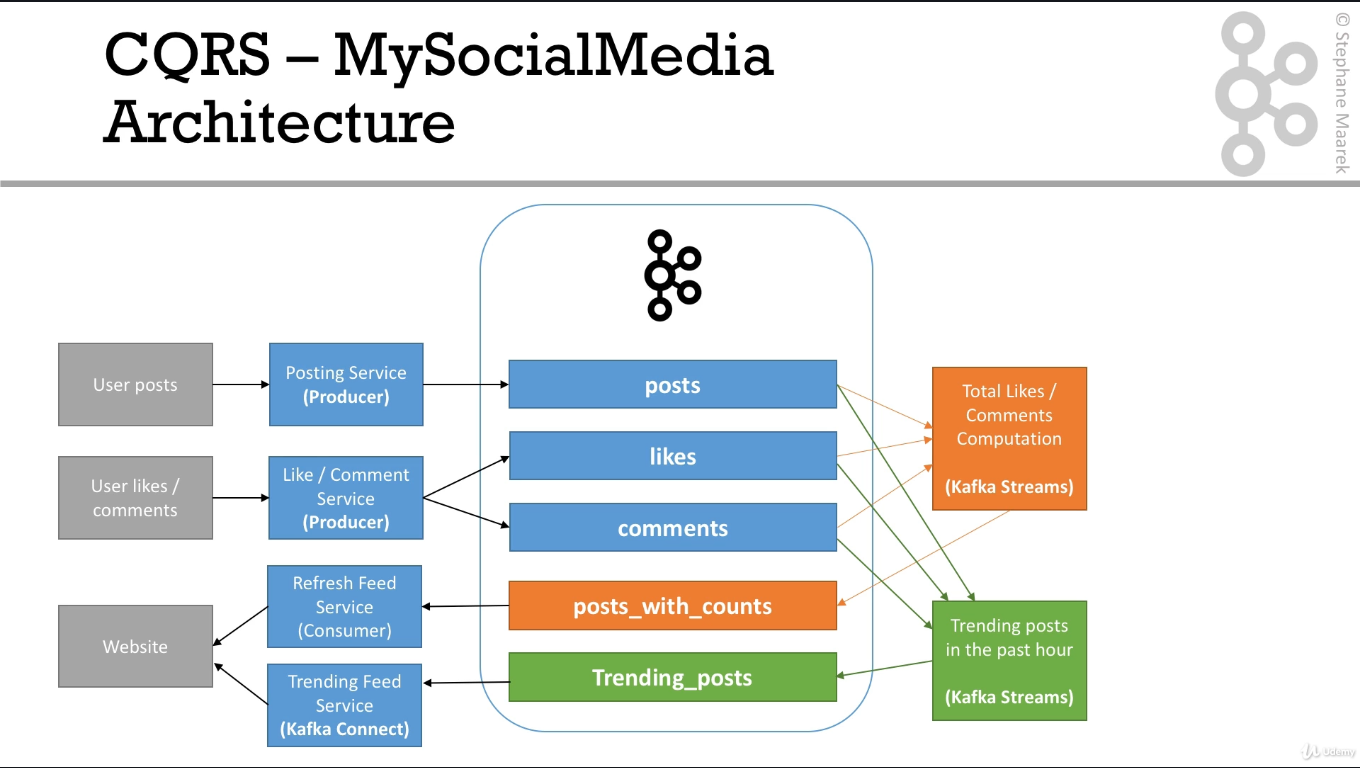 CQRS – MySocialMedia
Architecture
© Stephane Maarek
User posts
Posting Service
(Producer)
posts
Total Likes /
Comments
Computation
(Kafka Streams)
User likes /
comments
Like / Comment
Service
(Producer)
likes
comments
Refresh Feed
Service
(Consumer)
posts_with_counts
Website
Trending posts
in the past hour
(Kafka Streams)
Trending Feed
Service
(Kafka Connect)
Trending_posts
Udemy